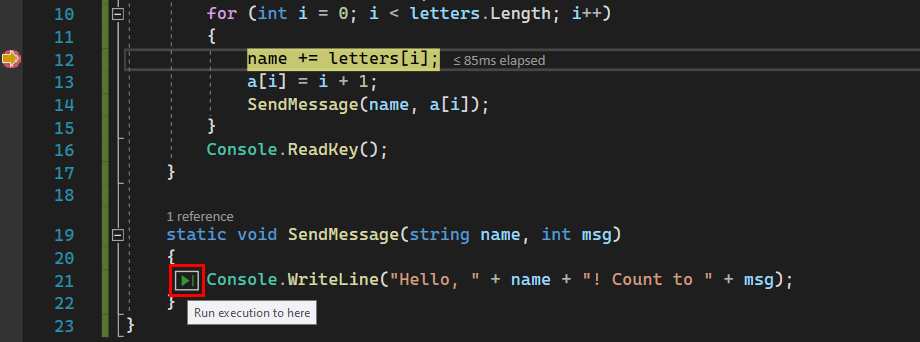 10 for (int i = 0; i < letters.Length; i++)
11 {
12 name += letters[i]; ≤ 85ms elapsed
13 a[i] = i + 1;
14 SendMessage(name, a[i]);
15 }
16 Console.ReadKey();
17 }
18
1 reference
19 static void SendMessage(string name, int msg)
20 {
21 Console.WriteLine("Hello, " + name + "! Count to " + msg);
22 }
Run execution to here
23 }